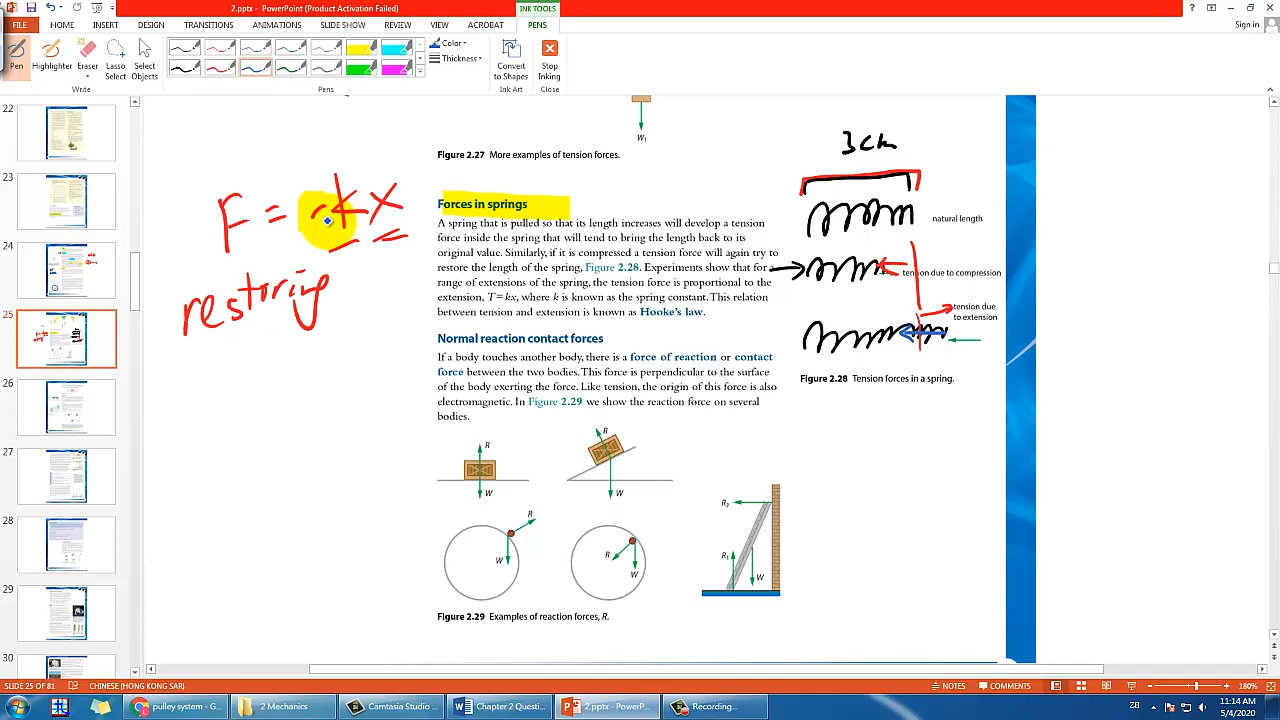 2.pptx - PowerPoint (Product Activation Failed)
INK TOOLS
FILE HOME INSERT DESIGN TRANSITIONS ANIMATIONS SLIDE SHOW REVIEW VIEW ACROBAT PENS
Sign in
Pen Highlighter Eraser Lasso Select Select Objects
Color
Thickness
Convert to Shapes
Stop Inking
Write Pens Ink Art Close
22
23
26
27
28
30
W1
3cm
natural length
tension due to compression
tension due
to extension
Figure 2.28 Tension forces in a spring.
F = -kx
restoring
examples of tension forces.
Forces in springs
A spring that is pulled so that its length increases will develop a tension
force inside the spring that will tend to bring the length back to its
original value. Similarly, if it is compressed a tension force will again try to
restore the length of the spring, Figure 2.28. Experiments show that for a
range of extensions of the spring, the tension force is proportional to the
extension, T = kx, where k is known as the spring constant. This relation
between tension and extension is known as Hooke's law.
Normal reaction contact forces
If a body touches another body, there is a force of reaction or contact
force between the two bodies. This force is perpendicular to the surface
of the body exerting the force. Like tension, the origin of this force is also
electromagnetic. In Figure 2.29 we show the reaction force on several
bodies.
R
W
R
W
R
R
W
R2
R1
W
Examples of reaction forces, R.
SLIDE 25 OF 81 CHINESE (HONG KONG SAR) NOTES COMMENTS 180%
pulley system - G... 2 Mechanics Camtasia Studio ... Chapter 2 Questi... 2.pptx - PowerPo... Recording...
ZB
11:14 AM
5/4/2020